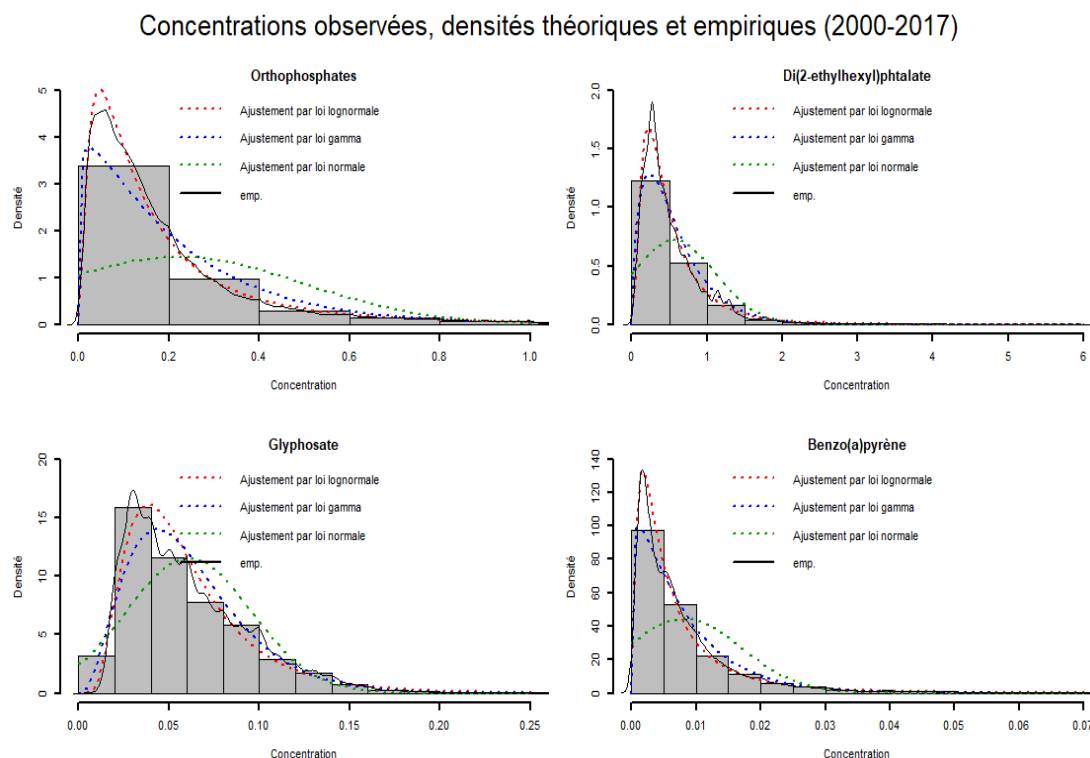 Concentrations observées, densités théoriques et empiriques (2000-2017)
Orthophosphates
Densité
0 1 2 3 4 5
Ajustement par loi lognormale
Ajustement par loi gamma
Ajustement par loi normale
emp.
0.0 0.2 0.4 0.6 0.8 1.0
Concentration
Di(2-ethylhexyl)phtalate
Densité
0.0 0.5 1.0 1.5 2.0
Ajustement par loi lognormale
Ajustement par loi gamma
Ajustement par loi normale
emp.
0 1 2 3 4 5 6
Concentration
Glyphosate
Densité
0 5 10 15 20
Ajustement par loi lognormale
Ajustement par loi gamma
Ajustement par loi normale
emp.
0.00 0.05 0.10 0.15 0.20 0.25
Concentration
Benzo(a)pyrène
Densité
0 20 40 60 80 100 120 140
Ajustement par loi lognormale
Ajustement par loi gamma
Ajustement par loi normale
emp.
0.00 0.01 0.02 0.03 0.04 0.05 0.06 0.07
Concentration